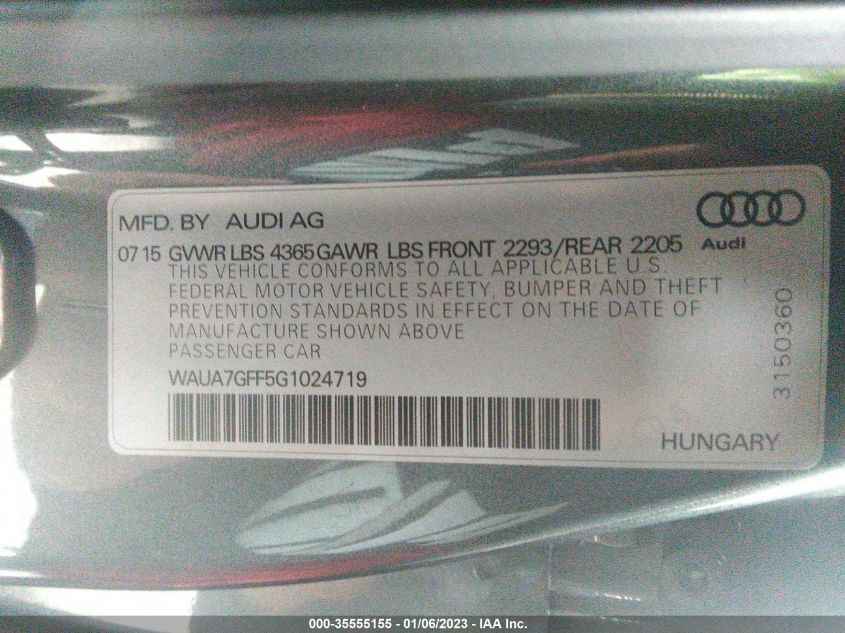 MFD. BY AUDI AG
Audi
07 15 GVWR LBS 4365 GAWR LBS FRONT 2293/REAR 2205
THIS VEHICLE CONFORMS TO ALL APPLICABLE U.S.
FEDERAL MOTOR VEHICLE SAFETY, BUMPER AND THEFT
PREVENTION STANDARDS IN EFFECT ON THE DATE OF
MANUFACTURE SHOWN ABOVE
PASSENGER CAR
WAUA7GFF5G1024719
3150360
HUNGARY
000-35555155 - 01/06/2023 - IAA Inc.